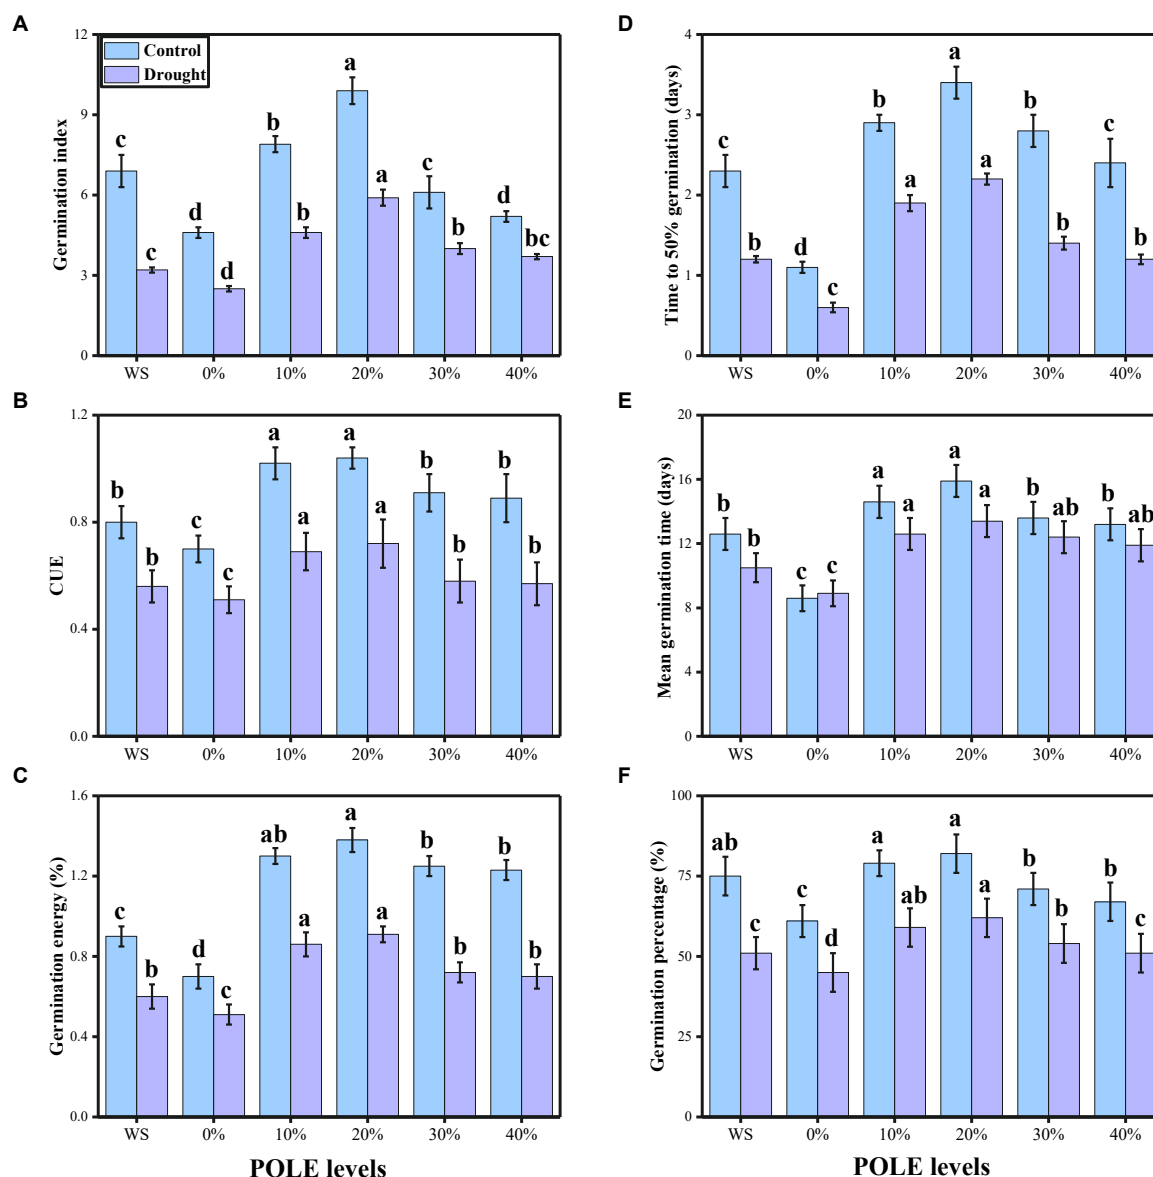 A
Germination index
12
9
6
3
0
Control
Drought
c
c
d
d
b
b
a
a
c
b
d
bc
WS 0% 10% 20% 30% 40%
D
Time to 50% germination (days)
4
3
2
1
0
c
b
d
c
b
a
a
a
b
b
c
b
WS 0% 10% 20% 30% 40%
B
CUE
1.2
0.8
0.4
0.0
b
b
c
c
a
a
a
a
b
b
b
b
WS 0% 10% 20% 30% 40%
E
Mean germination time (days)
20
16
12
8
4
0
b
b
c
c
a
a
a
a
b
ab
b
ab
WS 0% 10% 20% 30% 40%
C
Germination energy (%)
1.6
1.2
0.8
0.4
0.0
c
b
d
c
ab
a
a
a
b
b
b
b
WS 0% 10% 20% 30% 40%
POLE levels
F
Germination percentage (%)
100
75
50
25
0
ab
c
c
d
a
ab
a
a
b
b
b
c
WS 0% 10% 20% 30% 40%
POLE levels